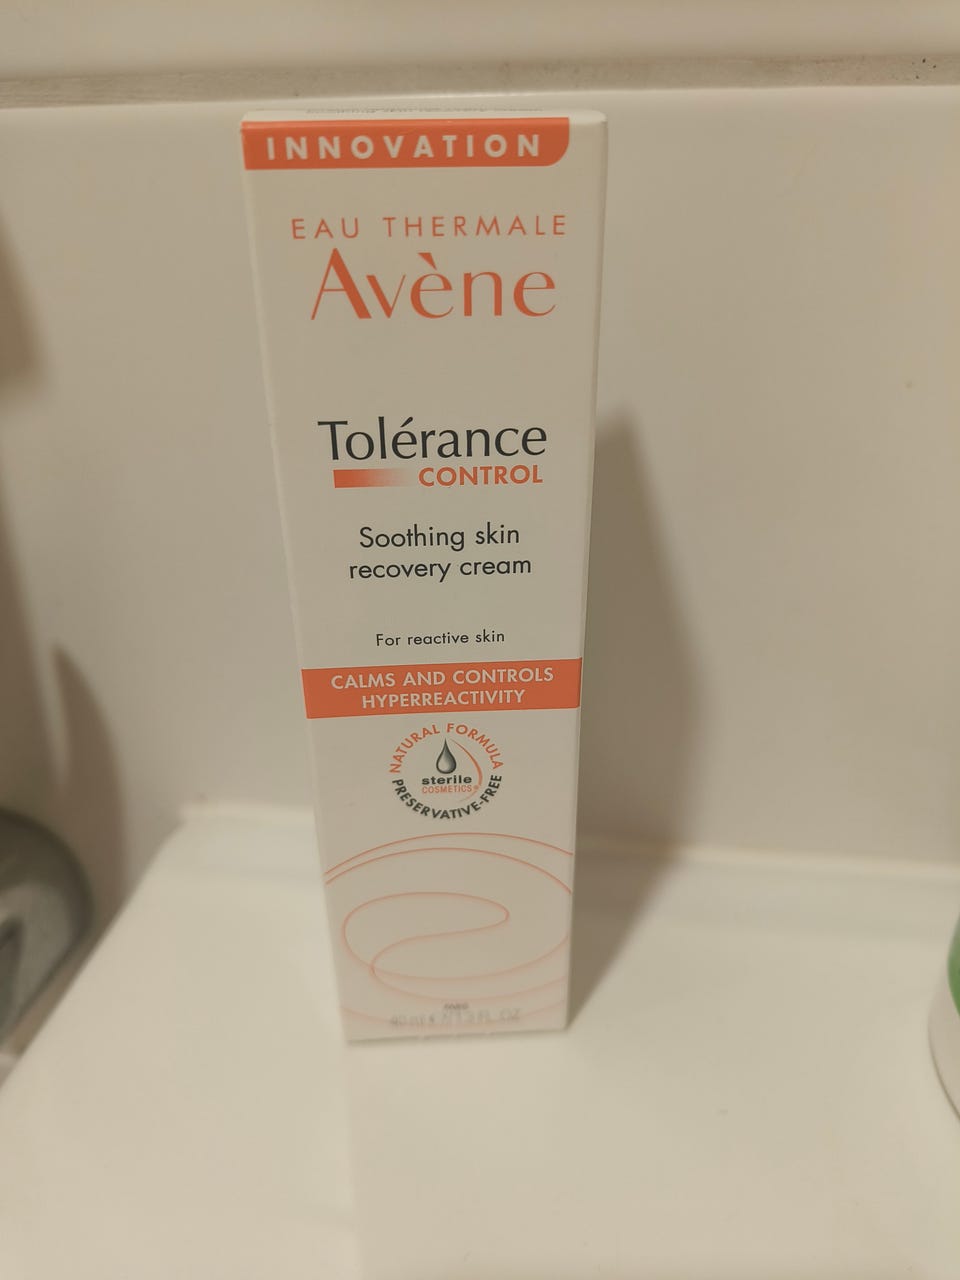 INNOVATION
EAU THERMALE
Avène
Tolérance
CONTROL
Soothing skin
recovery cream
For reactive skin
CALMS AND CONTROLS
HYPERREACTIVITY
NATURAL FORMULA
sterile
COSMETICS®
PRESERVATIVE-FREE